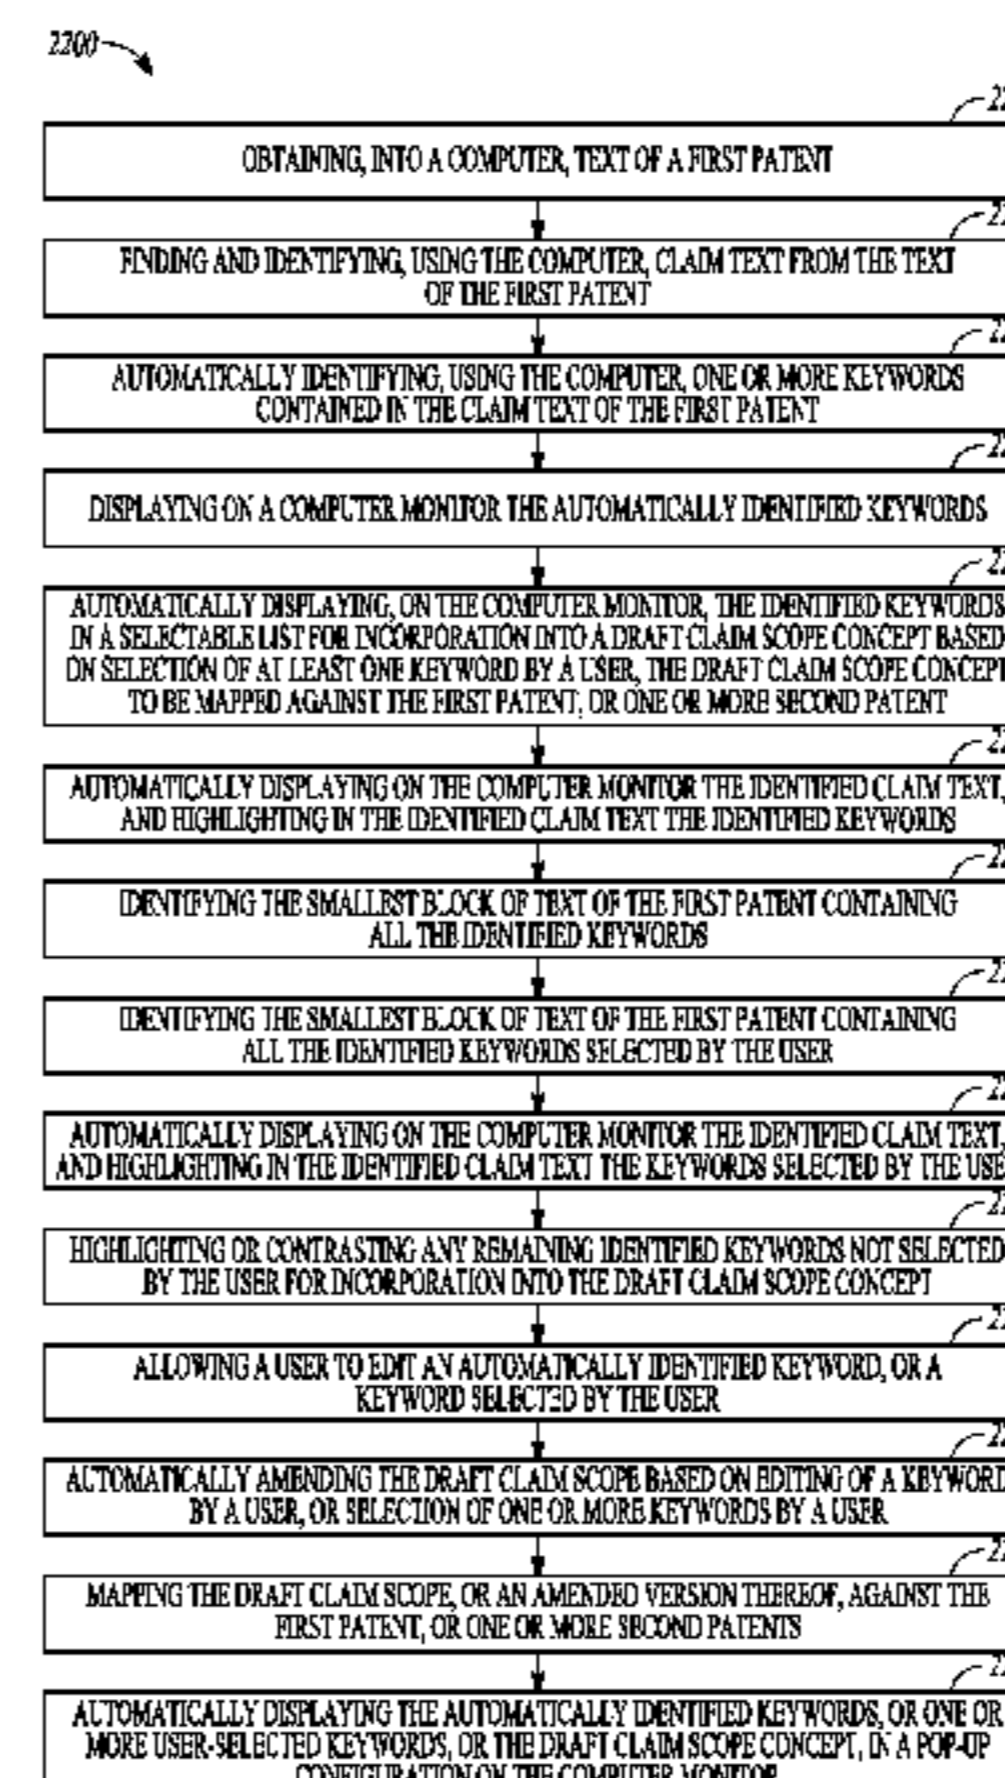 2200
OBTAINING, INTO A COMPUTER, TEXT OF A FIRST PATENT
FINDING AND IDENTIFYING, USING THE COMPUTER, CLAIM TEXT FROM THE TEXT
OF THE FIRST PATENT
AUTOMATICALLY IDENTIFYING, USING THE COMPUTER, ONE OR MORE KEYWORDS
CONTAINED IN THE CLAIM TEXT OF THE FIRST PATENT
DISPLAYING ON A COMPUTER MONITOR THE AUTOMATICALLY IDENTIFIED KEYWORDS
AUTOMATICALLY DISPLAYING, ON THE COMPUTER MONITOR, THE IDENTIFIED KEYWORDS
IN A SELECTABLE LIST FOR INCORPORATION INTO A DRAFT CLAIM SCOPE CONCEPT BASED
ON SELECTION OF AT LEAST ONE KEYWORD BY A USER, THE DRAFT CLAIM SCOPE CONCEPT
TO BE MAPPED AGAINST THE FIRST PATENT, OR ONE OR MORE SECOND PATENT
AUTOMATICALLY DISPLAYING ON THE COMPUTER MONITOR THE IDENTIFIED CLAIM TEXT,
AND HIGHLIGHTING IN THE IDENTIFIED CLAIM TEXT THE IDENTIFIED KEYWORDS
IDENTIFYING THE SMALLEST BLOCK OF TEXT OF THE FIRST PATENT CONTAINING
ALL THE IDENTIFIED KEYWORDS
IDENTIFYING THE SMALLEST BLOCK OF TEXT OF THE FIRST PATENT CONTAINING
ALL THE IDENTIFIED KEYWORDS SELECTED BY THE USER
AUTOMATICALLY DISPLAYING ON THE COMPUTER MONITOR THE IDENTIFIED CLAIM TEXT,
AND HIGHLIGHTING IN THE IDENTIFIED CLAIM TEXT THE KEYWORDS SELECTED BY THE USE
HIGHLIGHTING OR CONTRASTING ANY REMAINING IDENTIFIED KEYWORDS NOT SELECTED
BY THE USER FOR INCORPORATION INTO THE DRAFT CLAIM SCOPE CONCEPT
ALLOWING A USER TO EDIT AN AUTOMATICALLY IDENTIFIED KEYWORD, OR A
KEYWORD SELECTED BY THE USER
AUTOMATICALLY AMENDING THE DRAFT CLAIM SCOPE BASED ON EDITING OF A KEYWORD
BY A USER, OR SELECTION OF ONE OR MORE KEYWORDS BY A USER
MAPPING THE DRAFT CLAIM SCOPE, OR AN AMENDED VERSION THEREOF, AGAINST THE
FIRST PATENT, OR ONE OR MORE SECOND PATENTS
AUTOMATICALLY DISPLAYING THE AUTOMATICALLY IDENTIFIED KEYWORDS, OR ONE OR
MORE USER-SELECTED KEYWORDS, OR THE DRAFT CLAIM SCOPE CONCEPT, IN A POP-UP
CONFIGURATION ON THE COMPUTER MONITOR